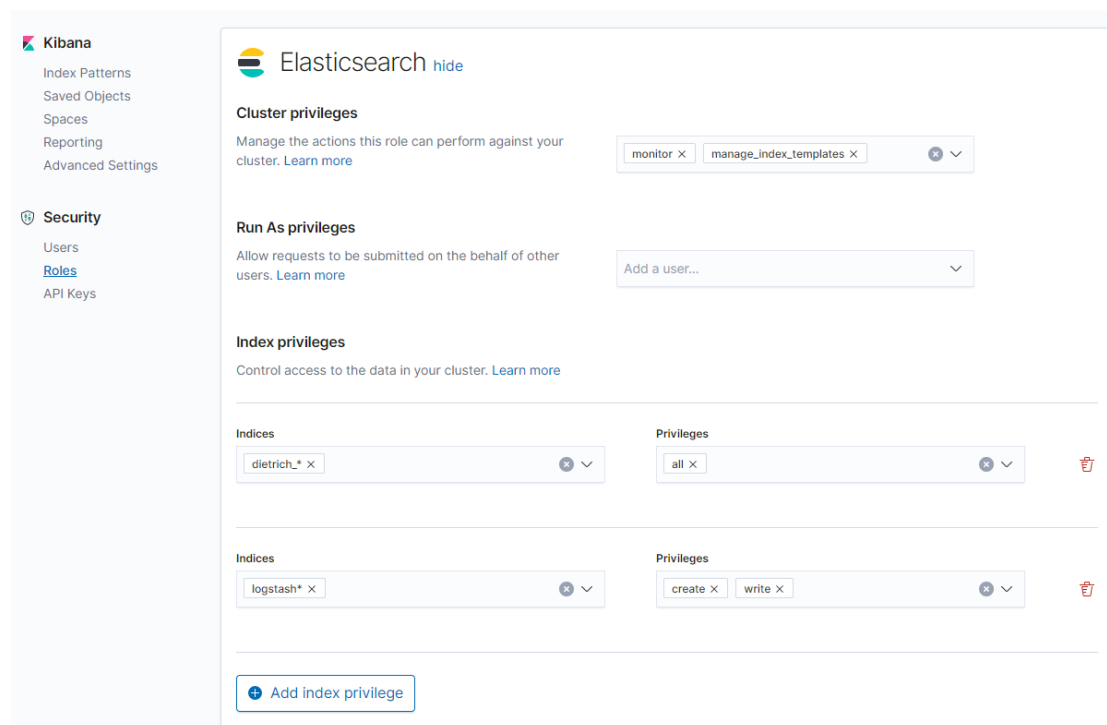 Kibana
Index Patterns
Saved Objects
Spaces
Reporting
Advanced Settings
Security
Users
Roles
API Keys
Elasticsearch hide
Cluster privileges
Manage the actions this role can perform against your
cluster. Learn more
monitor × manage_index_templates ×
Run As privileges
Allow requests to be submitted on the behalf of other
users. Learn more
Add a user...
Index privileges
Control access to the data in your cluster. Learn more
Indices
dietrich_* ×
Privileges
all ×
Indices
logstash* ×
Privileges
create × write ×
Add index privilege